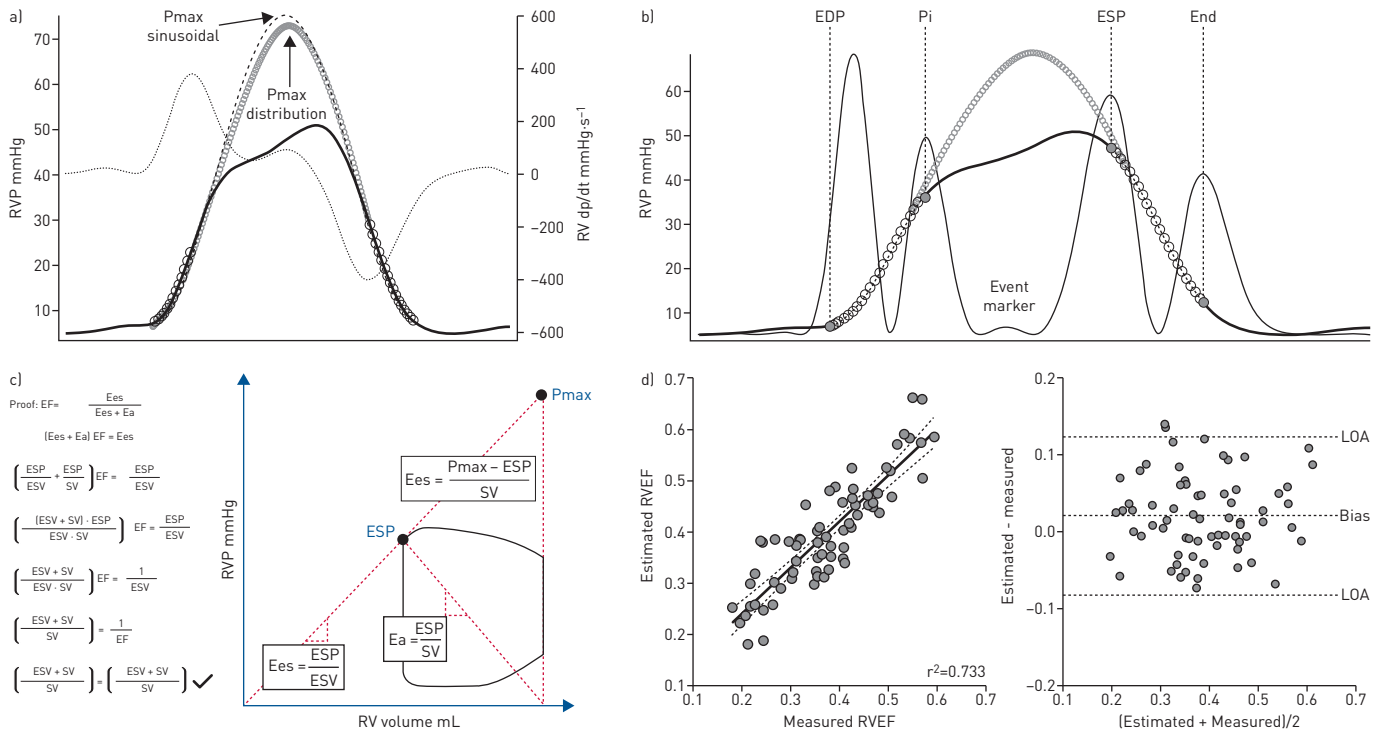 a)
Pmax
sinusoidal
Pmax
distribution
70
60
50
40
30
20
10
RVP mmHg
600
400
200
0
−200
−400
−600
RV dp/dt mmHg·s⁻¹
b)
EDP
Pi
ESP
End
60
50
40
30
20
10
RVP mmHg
Event
marker
c)
Proof: EF= Ees / Ees + Ea
(Ees + Ea) EF = Ees
(ESP/ESV + ESP/SV) EF = ESP/ESV
((ESV + SV) · ESP / ESV · SV) EF = ESP/ESV
(ESV + SV / ESV · SV) EF = 1/ESV
(ESV + SV / SV) = 1/EF
(ESV + SV / SV) = (ESV + SV / SV) ✓
RVP mmHg
Pmax
Ees = Pmax – ESP / SV
ESP
Ea = ESP/SV
Ees = ESP/ESV
RV volume mL
d)
0.7
0.6
0.5
0.4
0.3
0.2
0.1
Estimated RVEF
r²=0.733
0.1 0.2 0.3 0.4 0.5 0.6 0.7
Measured RVEF
0.2
0.1
0.0
−0.1
−0.2
Estimated - measured
LOA
Bias
LOA
0.1 0.2 0.3 0.4 0.5 0.6 0.7
(Estimated + Measured)/2